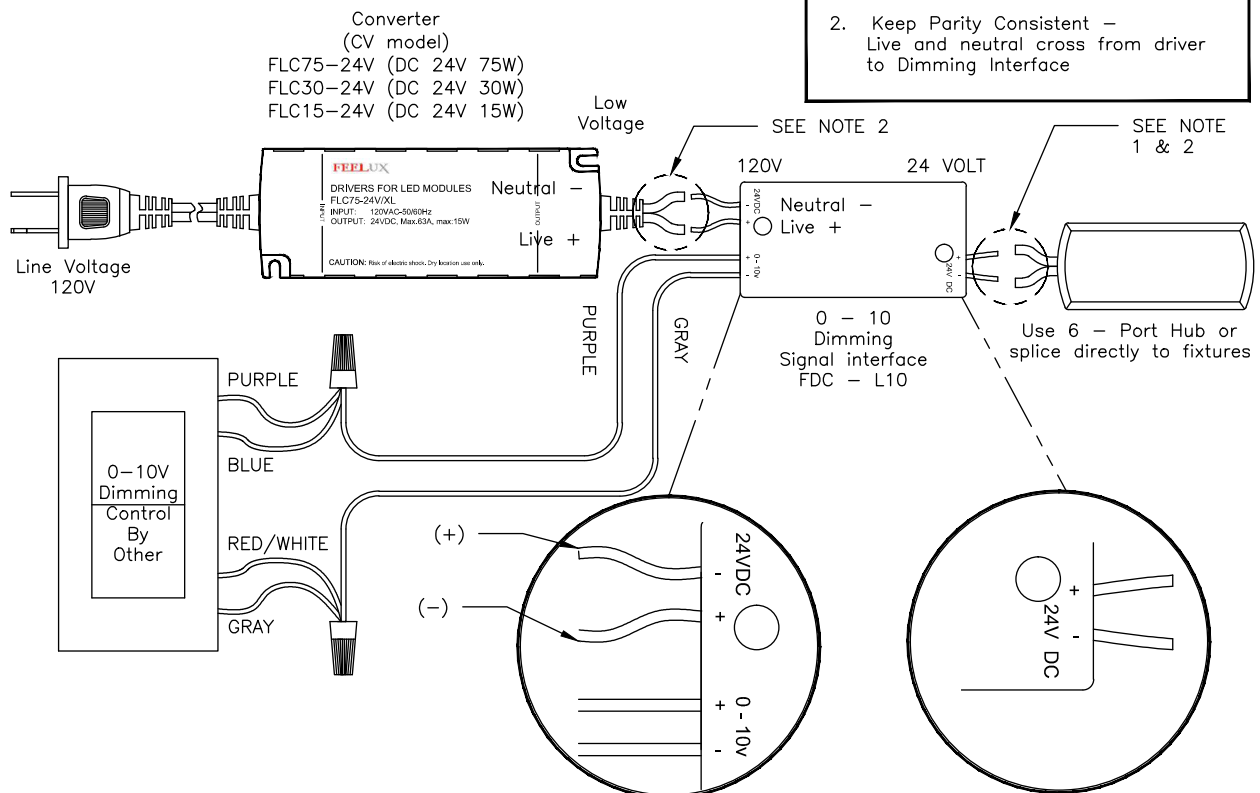 Converter
(CV model)
FLC75-24V (DC 24V 75W)
FLC30-24V (DC 24V 30W)
FLC15-24V (DC 24V 15W)
2. Keep Parity Consistent -
Live and neutral cross from driver
to Dimming Interface
Low
Voltage
SEE NOTE 2
SEE NOTE
1 & 2
FEELUX
DRIVERS FOR LED MODULES
FLC75-24V/XL
INPUT: 120VAC-50/60Hz
OUTPUT: 24VDC, Max.63A, max:15W
CAUTION: Risk of electric shock. Dry location use only.
INPUT
OUTPUT
Neutral -
Live +
Line Voltage
120V
120V
24 VOLT
24VDC
-
+
Neutral -
Live +
+
-
0-10v
+
-
24V DC
0 - 10
Dimming
Signal interface
FDC - L10
Use 6 - Port Hub or
splice directly to fixtures
PURPLE
GRAY
PURPLE
BLUE
0-10V
Dimming
Control
By
Other
RED/WHITE
GRAY
(+)
(-)
24VDC
-
+
+
-
0-10v
+
-
24V DC